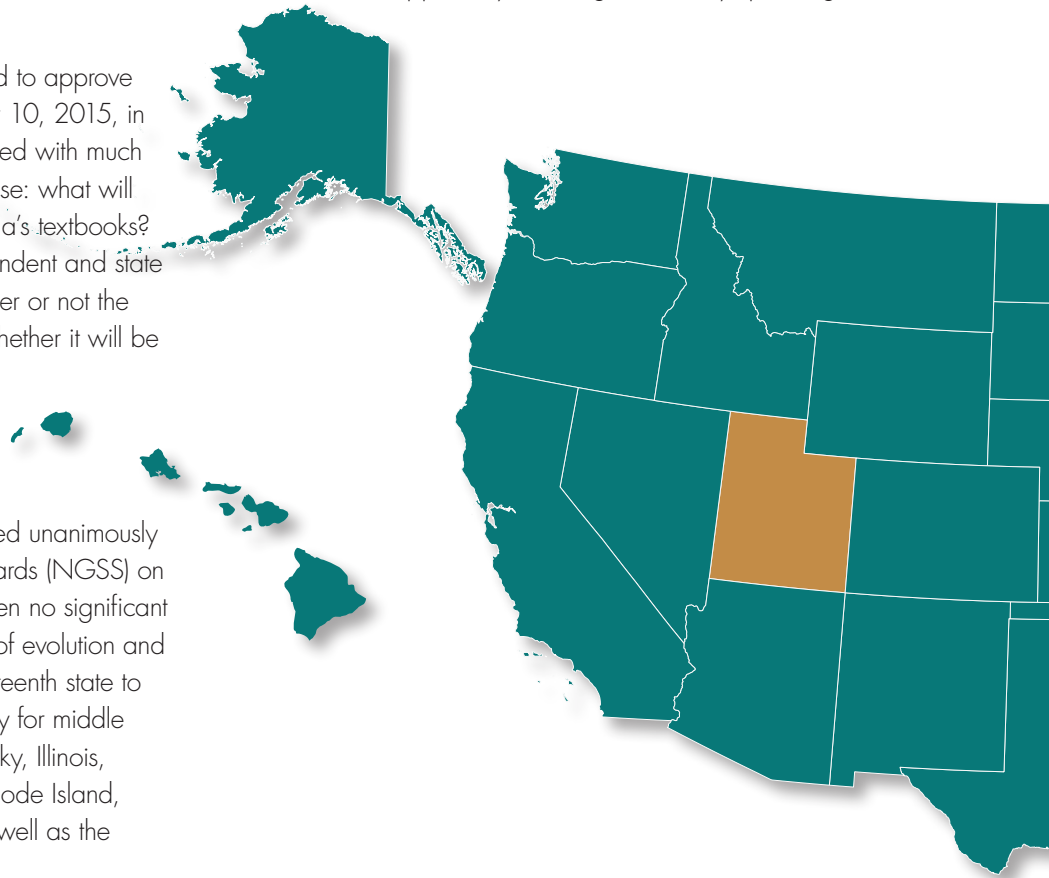 d to approve
10, 2015, in
ed with much
se: what will
a's textbooks?
ndent and state
er or not the
hether it will be
ed unanimously
ards (NGSS) on
en no significant
of evolution and
teenth state to
y for middle
ky, Illinois,
ode Island,
well as the